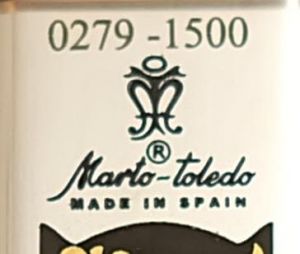 0279 -1500
®
Marto-toledo
MADE IN SPAIN